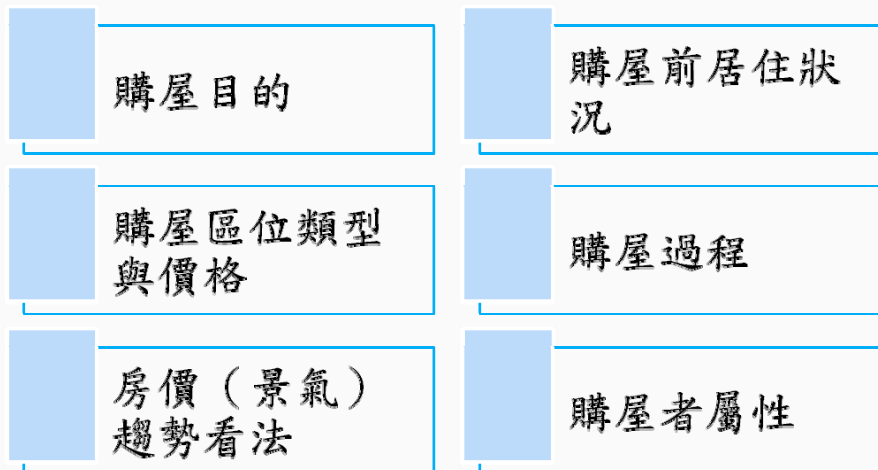 購屋目的
購屋前居住狀
況
購屋區位類型
與價格
購屋過程
房價（景氣）
趨勢看法
購屋者屬性